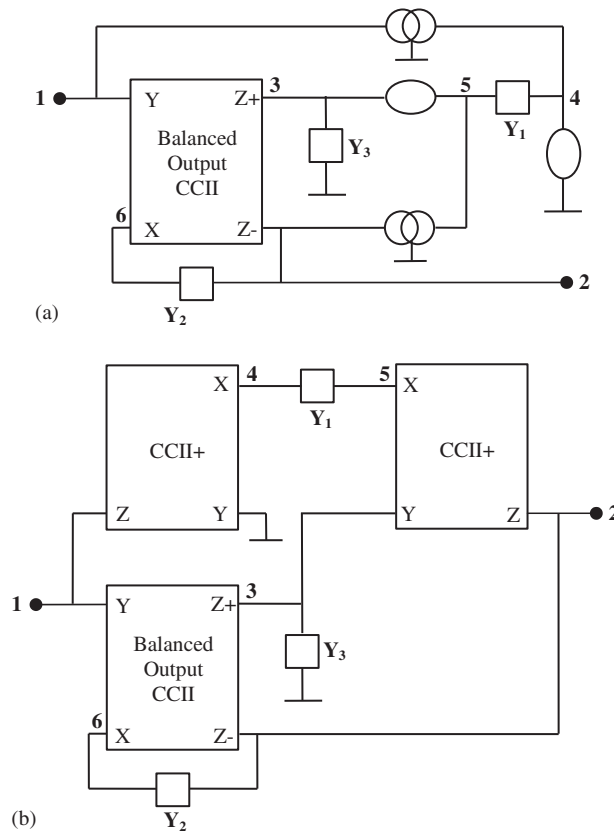 1
Y
Z+
3
5
4
Balanced
Output
CCII
Y3
Y1
6
X
Z-
Y2
2
(a)
4
5
X
X
Y1
CCII+
CCII+
Z
Y
Y
Z
2
1
Y
Z+
3
Balanced
Output
CCII
Y3
6
X
Z-
Y2
(b)